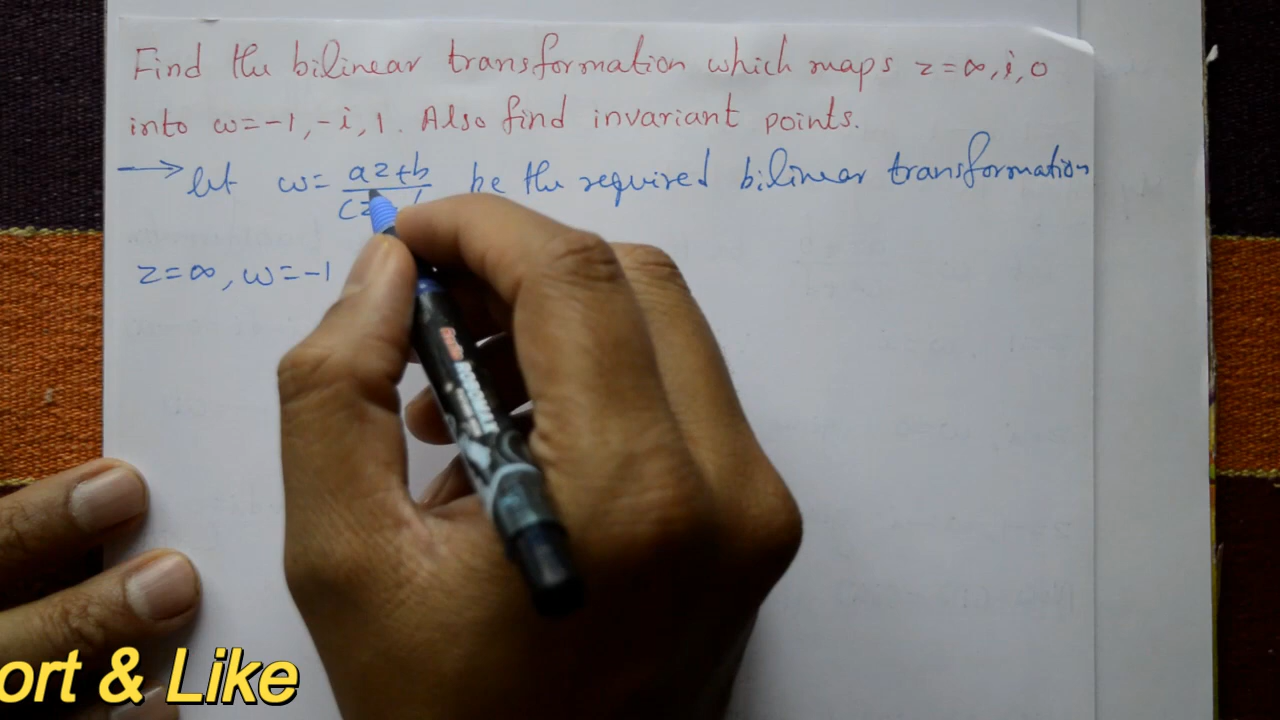 Find the bilinear transformation which maps z=∞,i,0
into w=-1,-i,1. Also find invariant points.
→ let w= az+b be the required bilinear transformation
cz
z=∞, w=-1
ort & Like